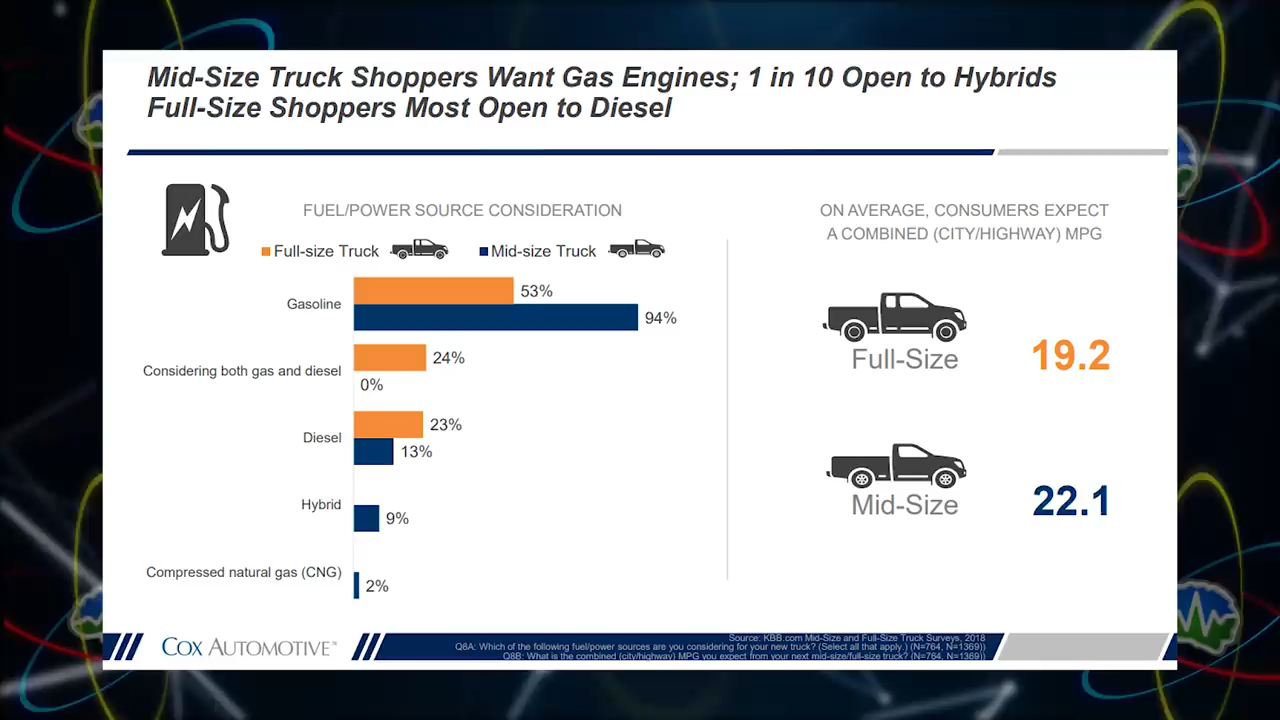 Mid-Size Truck Shoppers Want Gas Engines; 1 in 10 Open to Hybrids
Full-Size Shoppers Most Open to Diesel
FUEL/POWER SOURCE CONSIDERATION
Full-size Truck
Mid-size Truck
Gasoline
53%
94%
Considering both gas and diesel
24%
0%
Diesel
23%
13%
Hybrid
9%
Compressed natural gas (CNG)
2%
ON AVERAGE, CONSUMERS EXPECT
A COMBINED (CITY/HIGHWAY) MPG
Full-Size
19.2
Mid-Size
22.1
COX AUTOMOTIVE™
Source: KBB.com Mid-Size and Full-Size Truck Surveys, 2018
Q8A: Which of the following fuel/power sources are you considering for your new truck? (Select all that apply.) (N=764, N=1369))
Q8B: What is the combined (city/highway) MPG you expect from your next mid-size/full-size truck? (N=764, N=1369))